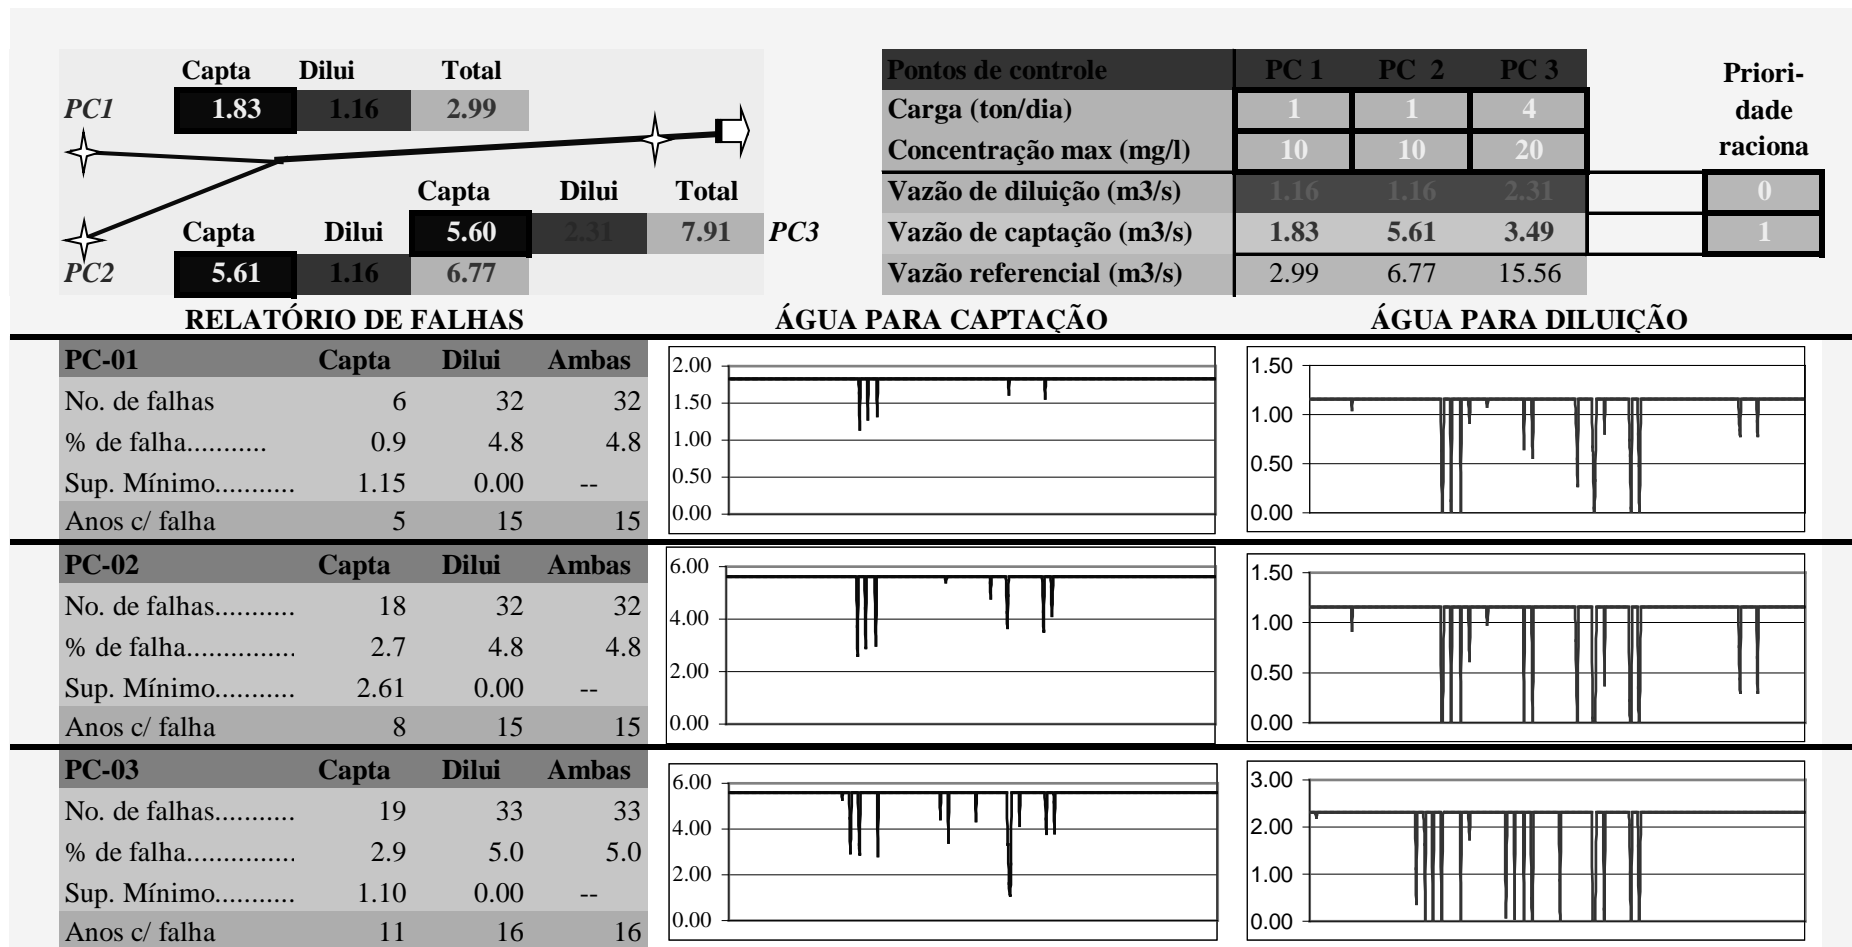 Capta Dilui Total
PC1 1.83 1.16 2.99
Capta Dilui Total
5.60 2.31 7.91 PC3
Capta Dilui
PC2 5.61 1.16 6.77
Pontos de controle PC 1 PC 2 PC 3
Carga (ton/dia) 1 1 4
Concentração max (mg/l) 10 10 20
Vazão de diluição (m3/s) 1.16 1.16 2.31 0
Vazão de captação (m3/s) 1.83 5.61 3.49 1
Vazão referencial (m3/s) 2.99 6.77 15.56
Priori-
dade
raciona
RELATÓRIO DE FALHAS ÁGUA PARA CAPTAÇÃO ÁGUA PARA DILUIÇÃO
PC-01 Capta Dilui Ambas
No. de falhas 6 32 32
% de falha........... 0.9 4.8 4.8
Sup. Mínimo........... 1.15 0.00 --
Anos c/ falha 5 15 15
2.00
1.50
1.00
0.50
0.00
1.50
1.00
0.50
0.00
PC-02 Capta Dilui Ambas
No. de falhas........... 18 32 32
% de falha............... 2.7 4.8 4.8
Sup. Mínimo........... 2.61 0.00 --
Anos c/ falha 8 15 15
6.00
4.00
2.00
0.00
1.50
1.00
0.50
0.00
PC-03 Capta Dilui Ambas
No. de falhas........... 19 33 33
% de falha............... 2.9 5.0 5.0
Sup. Mínimo........... 1.10 0.00 --
Anos c/ falha 11 16 16
6.00
4.00
2.00
0.00
3.00
2.00
1.00
0.00